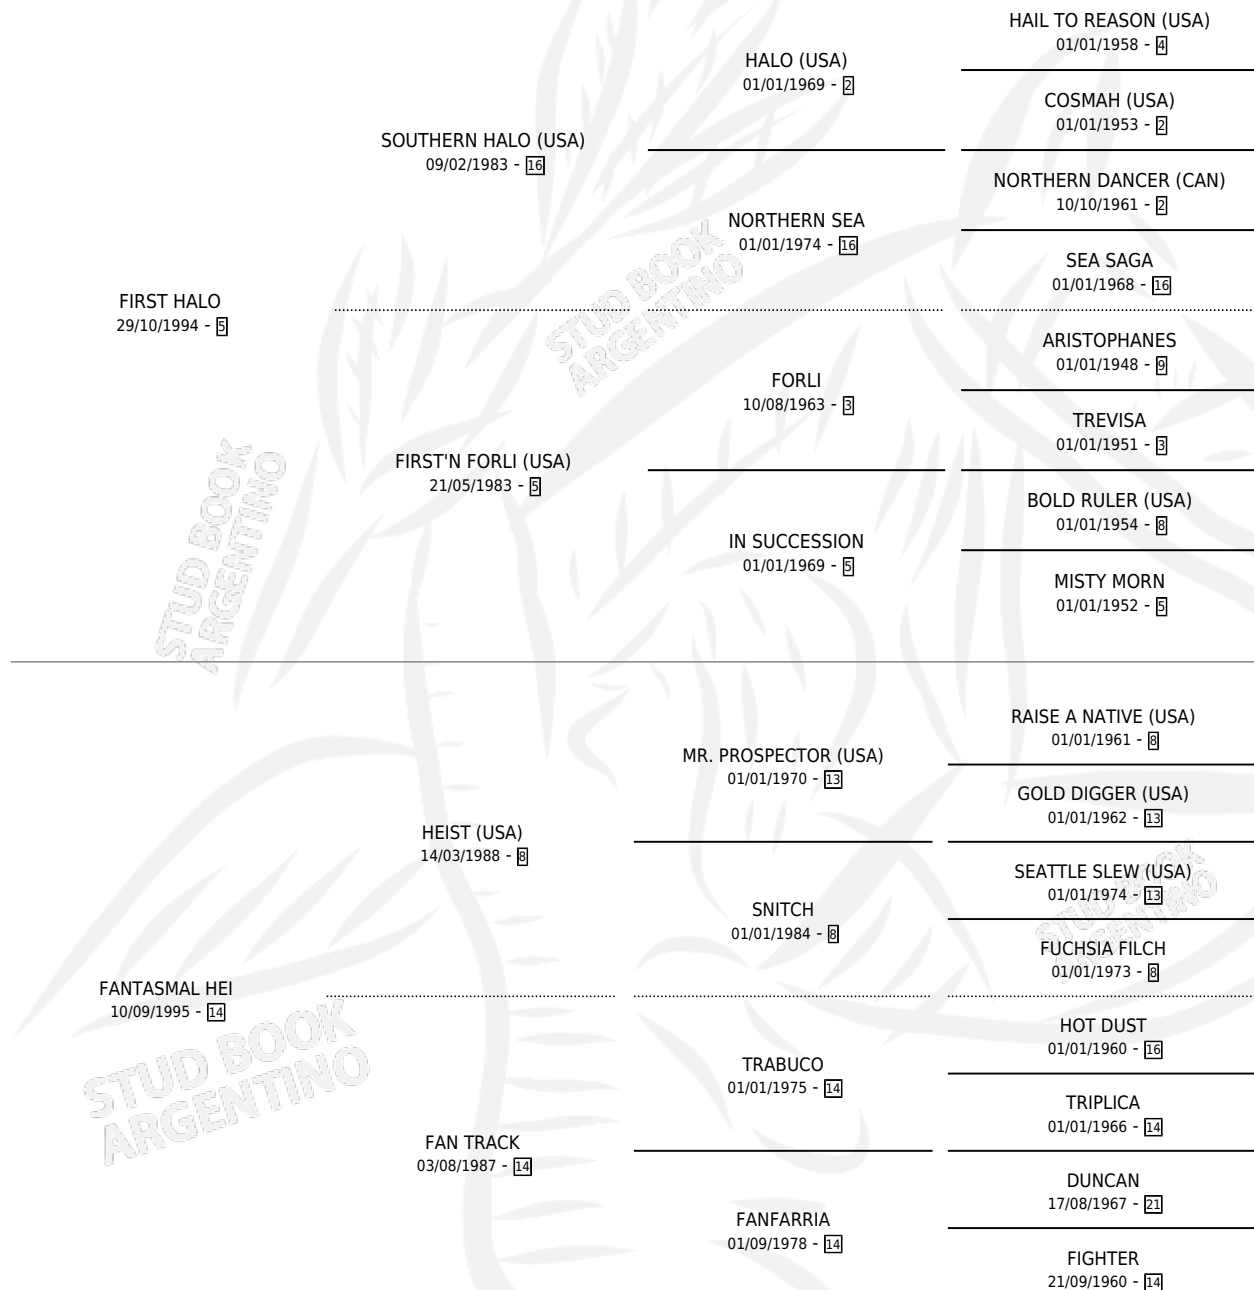 HAIL TO REASON (USA)
01/01/1958 - 4
HALO (USA)
01/01/1969 - 2
COSMAH (USA)
01/01/1953 - 2
SOUTHERN HALO (USA)
09/02/1983 - 16
NORTHERN DANCER (CAN)
10/10/1961 - 2
NORTHERN SEA
01/01/1974 - 16
SEA SAGA
01/01/1968 - 16
FIRST HALO
29/10/1994 - 5
STUD BOOK
ARGENTINO
ARISTOPHANES
01/01/1948 - 9
FORLI
10/08/1963 - 3
TREVISA
01/01/1951 - 3
FIRST'N FORLI (USA)
21/05/1983 - 5
BOLD RULER (USA)
01/01/1954 - 8
IN SUCCESSION
01/01/1969 - 5
MISTY MORN
01/01/1952 - 5
STUD BOOK
ARGENTINO
RAISE A NATIVE (USA)
01/01/1961 - 8
MR. PROSPECTOR (USA)
01/01/1970 - 13
GOLD DIGGER (USA)
01/01/1962 - 13
HEIST (USA)
14/03/1988 - 8
SEATTLE SLEW (USA)
01/01/1974 - 13
SNITCH
01/01/1984 - 8
STUD BOOK
ARGENTINO
FUCHSIA FILCH
01/01/1973 - 8
FANTASMAL HEI
10/09/1995 - 14
STUD BOOK
ARGENTINO
HOT DUST
01/01/1960 - 16
TRABUCO
01/01/1975 - 14
TRIPLICA
01/01/1966 - 14
FAN TRACK
03/08/1987 - 14
DUNCAN
17/08/1967 - 21
FANFARRIA
01/09/1978 - 14
FIGHTER
21/09/1960 - 14